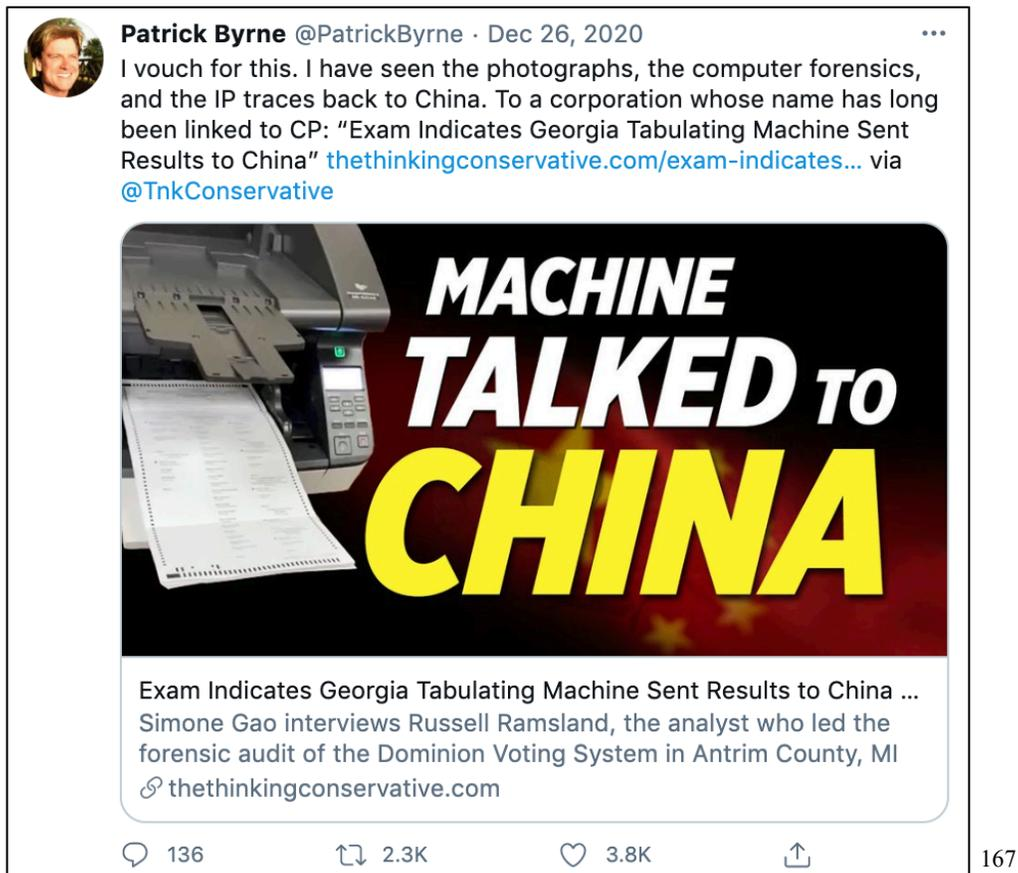 Patrick Byrne @PatrickByrne · Dec 26, 2020
I vouch for this. I have seen the photographs, the computer forensics,
and the IP traces back to China. To a corporation whose name has long
been linked to CP: “Exam Indicates Georgia Tabulating Machine Sent
Results to China” thethinkingconservative.com/exam-indicates... via
@TnkConservative
MACHINE
TALKED TO
CHINA
Exam Indicates Georgia Tabulating Machine Sent Results to China ...
Simone Gao interviews Russell Ramsland, the analyst who led the
forensic audit of the Dominion Voting System in Antrim County, MI
thethinkingconservative.com
136 2.3K 3.8K
167